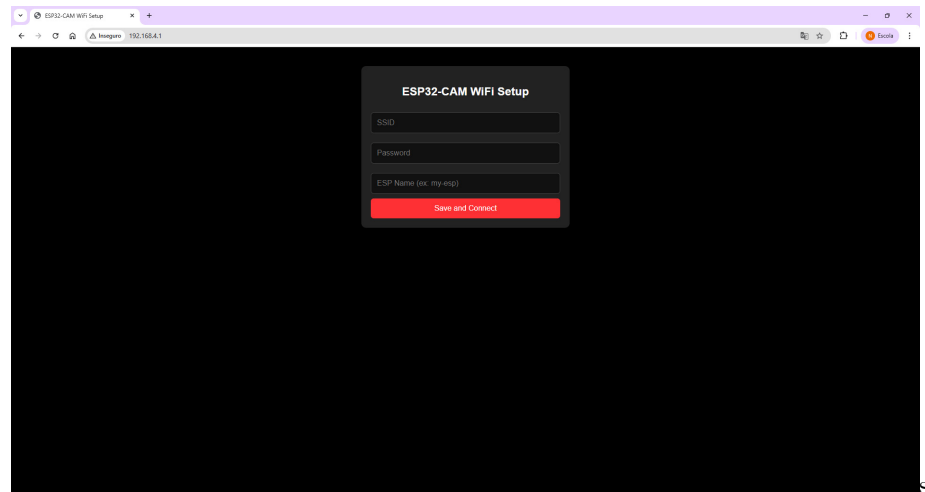 ESP32-CAM WiFi Setup
Inseguro 192.168.4.1
N Escola
ESP32-CAM WiFi Setup
SSID
Password
ESP Name (ex: my-esp)
Save and Connect